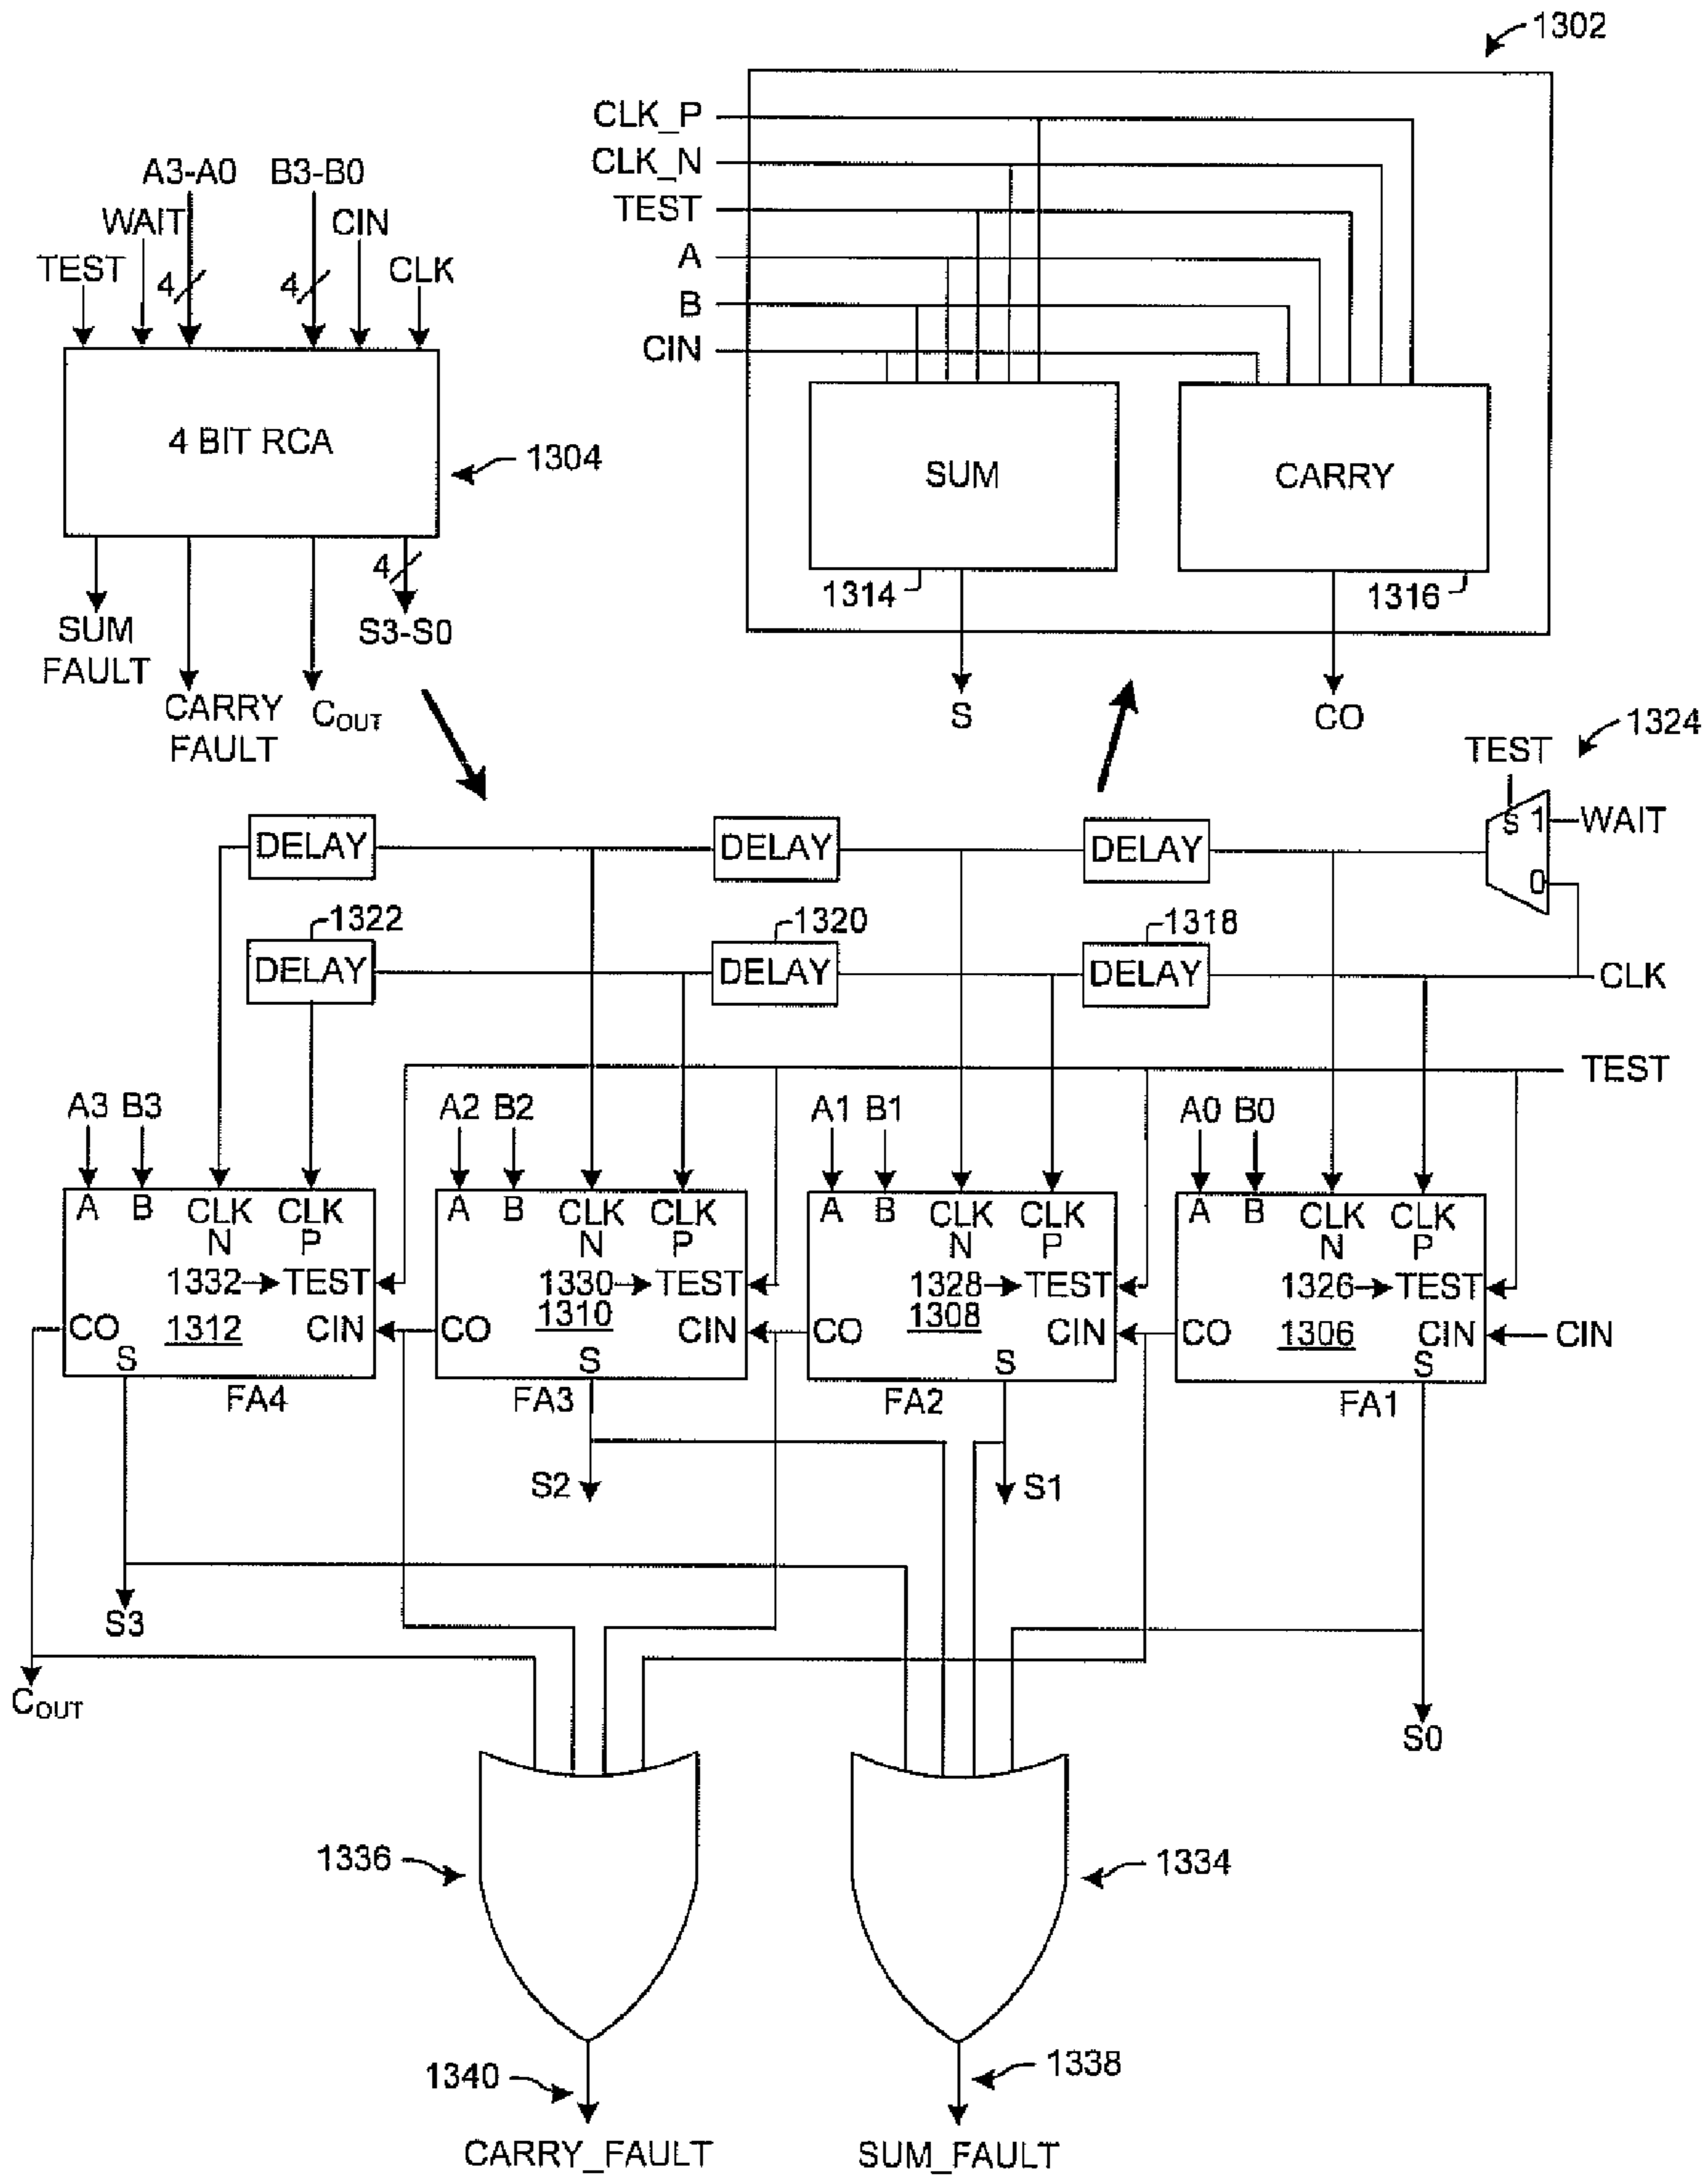 1302
CLK_P
CLK_N
TEST
A
B
CIN
SUM
CARRY
1314
1316
S
CO
A3-A0 B3-B0
WAIT CIN
TEST CLK
4 4
4 BIT RCA
1304
4
SUM
FAULT
S3-S0
CARRY
FAULT
COUT
1324
TEST
S 1 WAIT
0
DELAY DELAY DELAY
1322 1320 1318
DELAY DELAY DELAY CLK
TEST
A3 B3 A2 B2 A1 B1 A0 B0
A B CLK N CLK P A B CLK N CLK P A B CLK N CLK P A B CLK N CLK P
1332 TEST 1330 TEST 1328 TEST 1326 TEST
CO 1312 CIN CO 1310 CIN CO 1308 CIN CO 1306 CIN CIN
S S S S
FA4 FA3 FA2 FA1
S2 S1
S3
COUT
S0
1336 1334
1340 1338
CARRY_FAULT SUM_FAULT